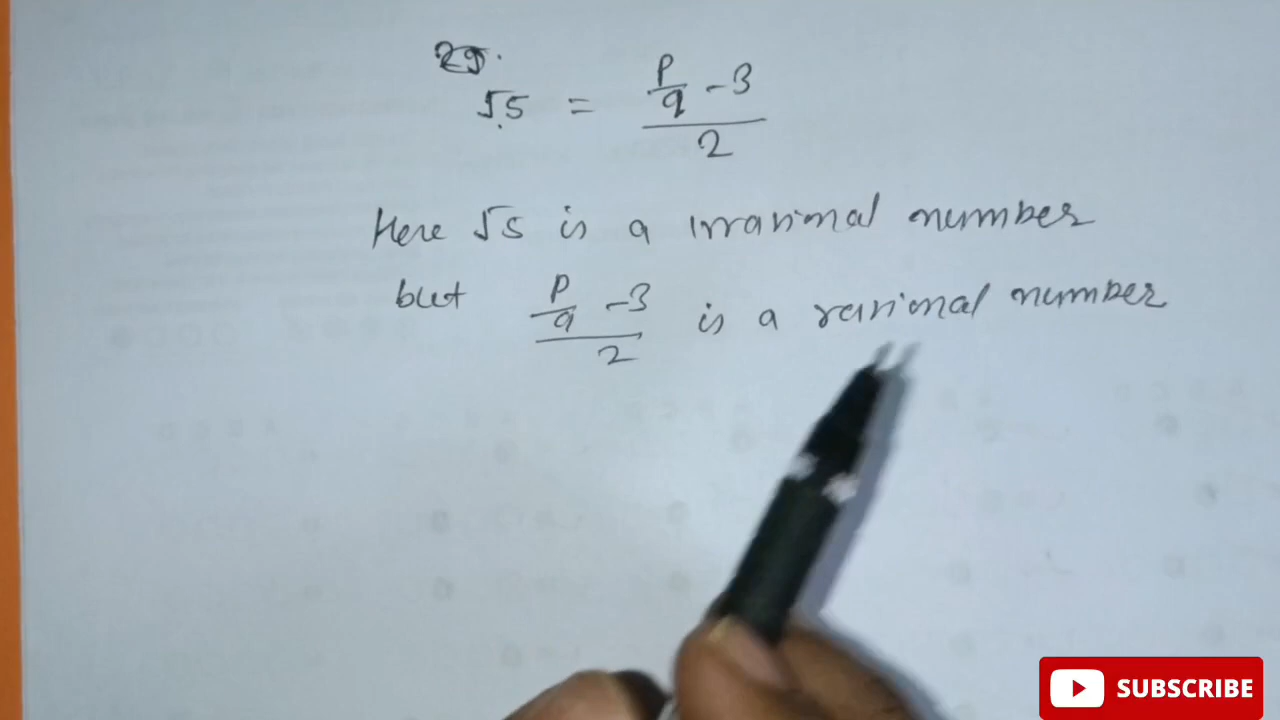 29.
√5 = (p/q - 3)/2
Here √5 is a irrational number
but (p/q - 3)/2 is a rational number
SUBSCRIBE